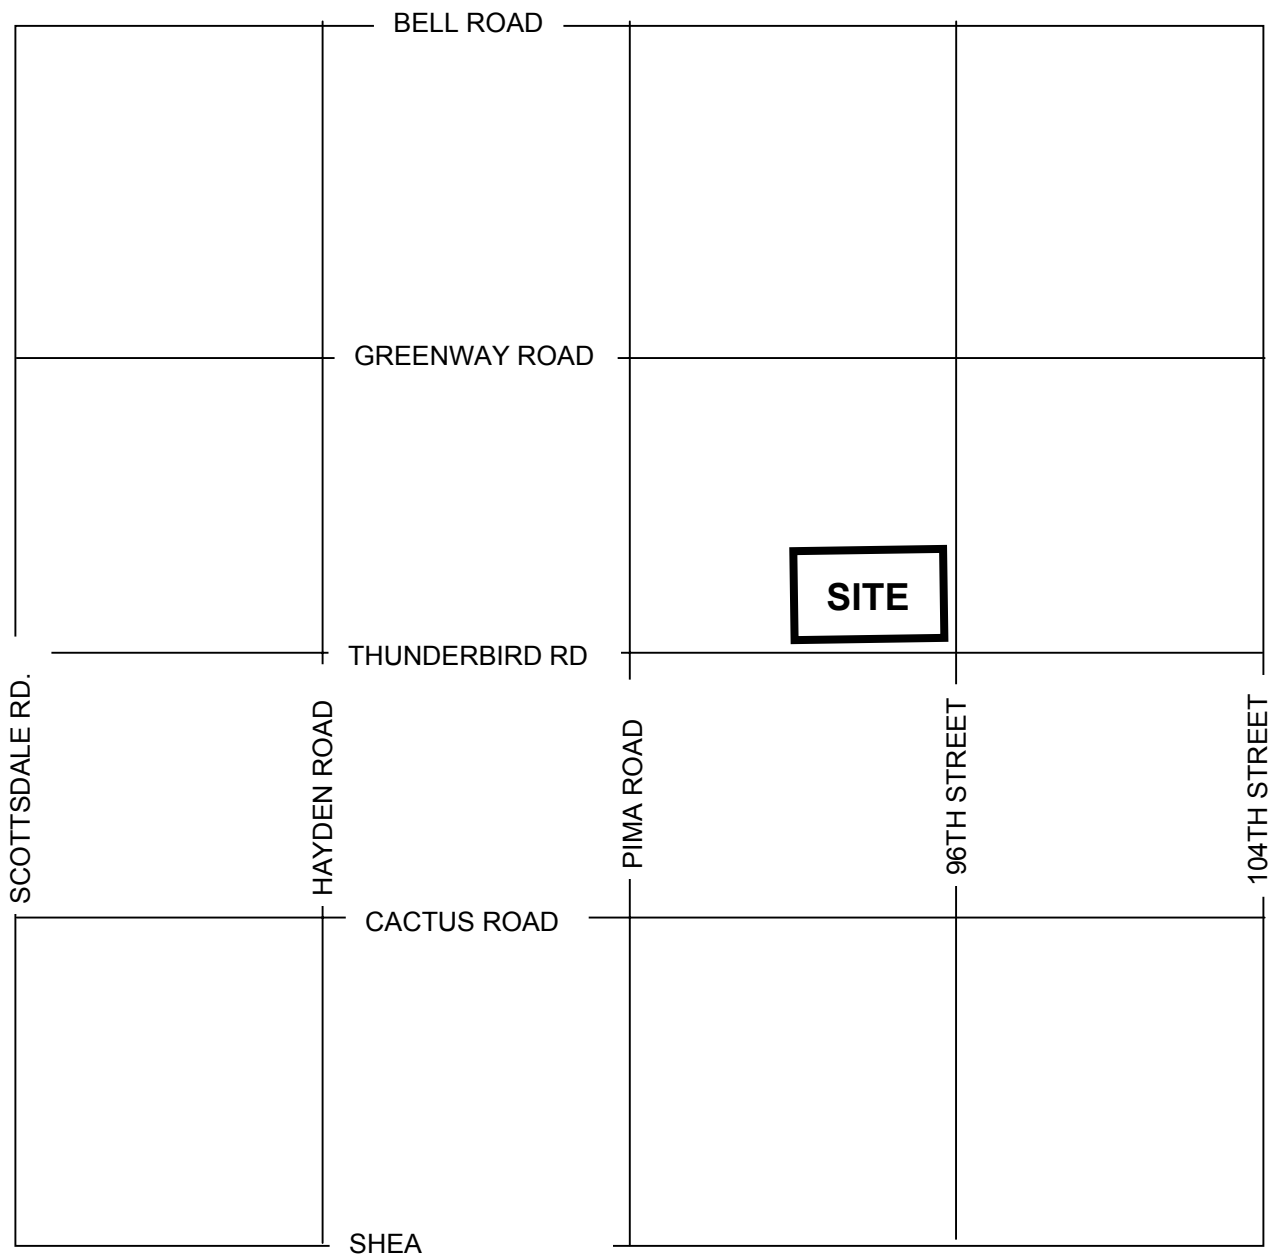 BELL ROAD
GREENWAY ROAD
SITE
THUNDERBIRD RD
SCOTTSDALE RD.
HAYDEN ROAD
PIMA ROAD
96TH STREET
104TH STREET
CACTUS ROAD
SHEA